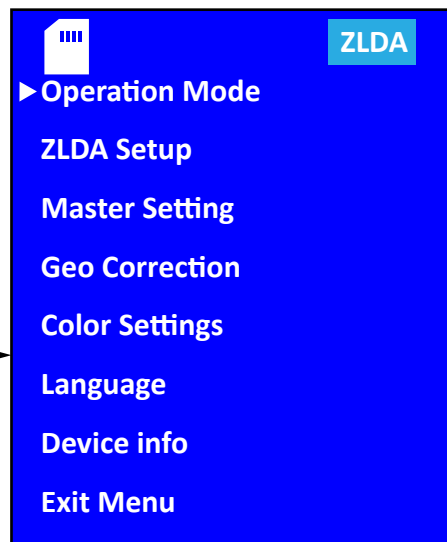 ZLDA
Operation Mode
ZLDA Setup
Master Setting
Geo Correction
Color Settings
Language
Device info
Exit Menu